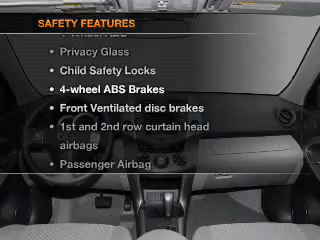 SAFETY FEATURES
• Privacy Glass
• Child Safety Locks
• 4-wheel ABS Brakes
• Front Ventilated disc brakes
• 1st and 2nd row curtain head
airbags
• Passenger Airbag